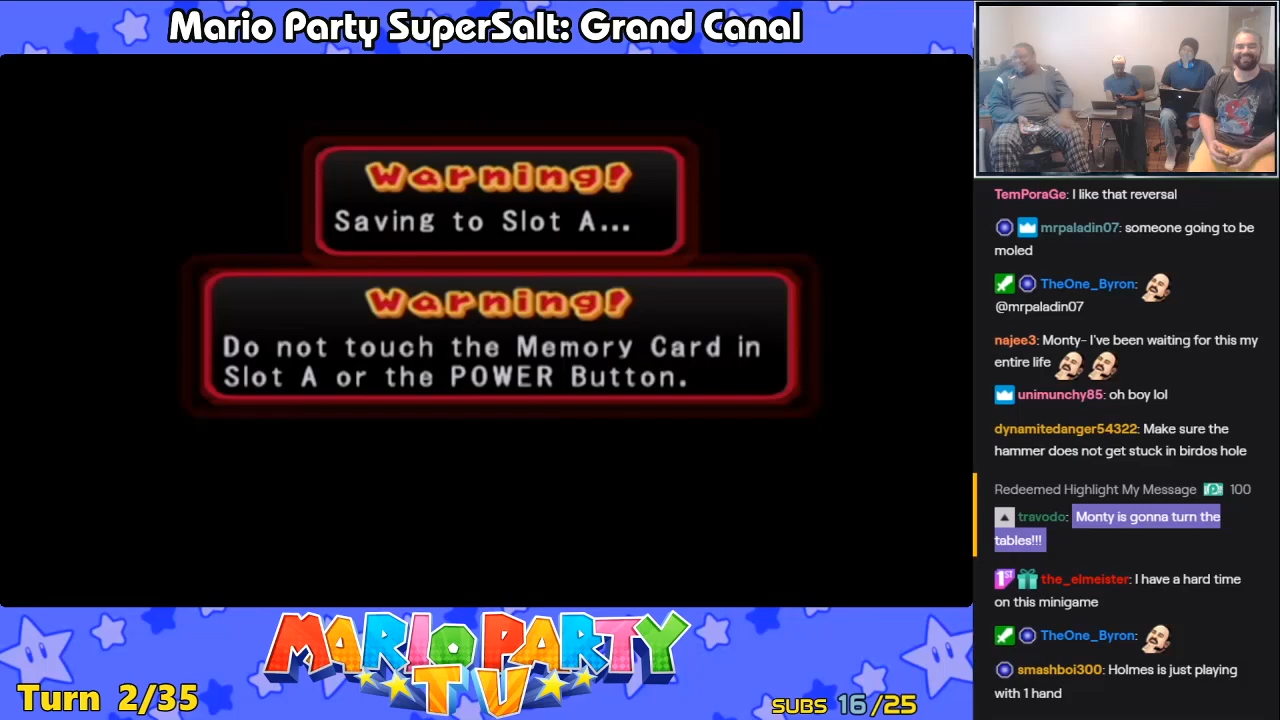 Mario Party SuperSalt: Grand Canal
Warning!
Saving to Slot A...
Warning!
Do not touch the Memory Card in
Slot A or the POWER Button.
TemPoraGe: I like that reversal
mrpaladin07: someone going to be
moled
TheOne_Byron:
@mrpaladin07
najee3: Monty- I've been waiting for this my
entire life
unimunchy85: oh boy lol
dynamitedanger54322: Make sure the
hammer does not get stuck in birdos hole
Redeemed Highlight My Message 100
travodo: Monty is gonna turn the
tables!!!
1ST the_elmeister: I have a hard time
on this minigame
TheOne_Byron:
smashboi300: Holmes is just playing
with 1 hand
MARIO PARTY
TV
Turn 2/35
SUBS 16/25